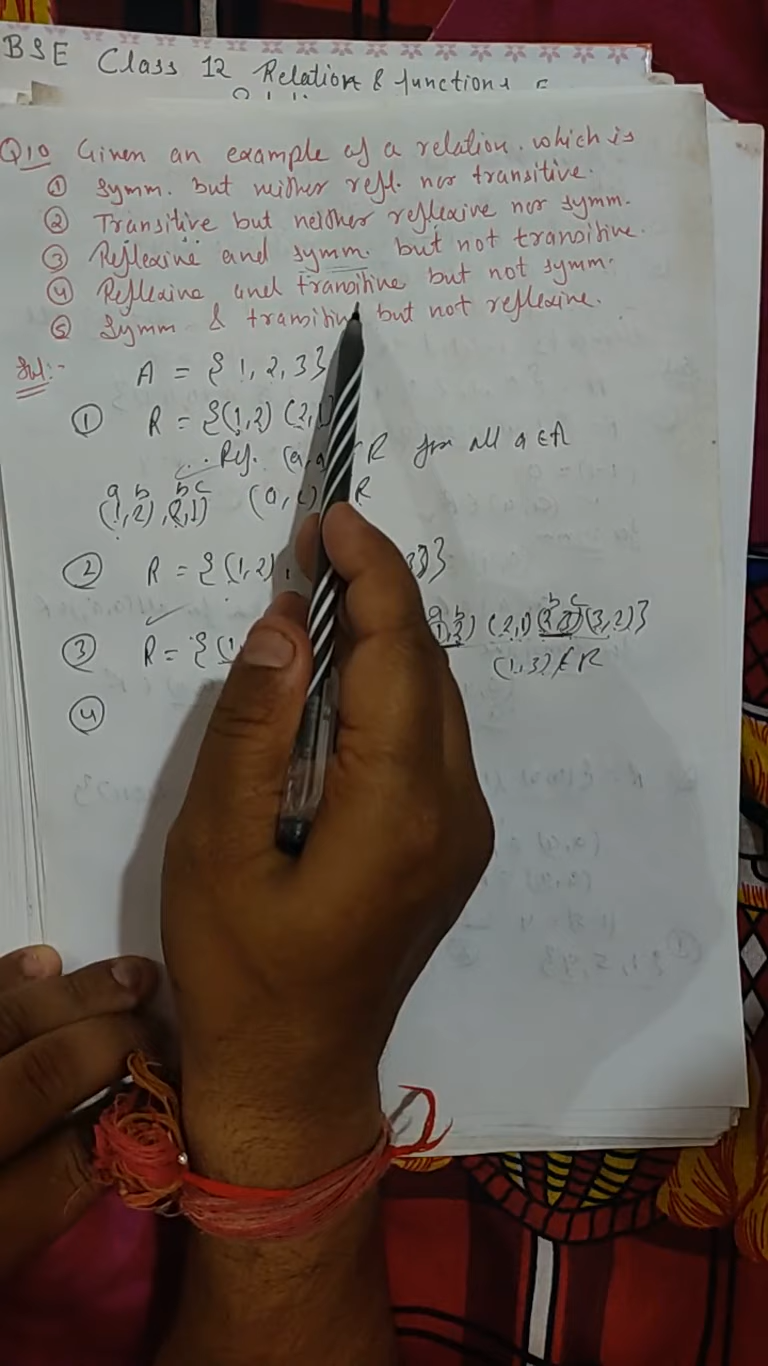 BSE Class 12 Relation & functions
Q10 Given an example of a relation. which is
① Symm. but neither refl. nor transitive.
② Transitive but neither reflexive nor symm.
③ Reflexive and symm. but not transitive.
④ Reflexive and transitive but not symm.
⑤ Symm & transitive but not reflexive.
Sol:- A = {1, 2, 3}
① R = {(1,2) (2,1
Ref. (a,a R for all a ∈ A
a b b c
(1,2), (2,1) (a, c) R
② R = {(1,2),
③ R = { (2,1) (3,2)}
(1,3) ∉ R
④